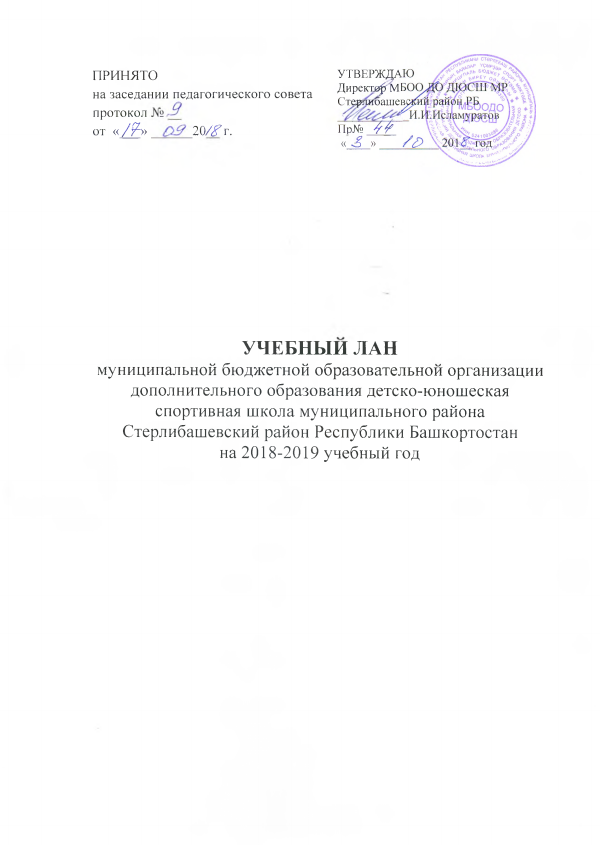 ПРИНЯТО
на заседании педагогического совета
протокол № 9
от «17» 09 2018 г.
УТВЕРЖДАЮ
Директор МБОО ДО ДЮСШ МР
Стерлибашевский район РБ
И.И.Исламуратов
Пр№ 44
«3» 10 2018 год
МБООДО
ДЮСШ
УЧЕБНЫЙ ЛАН
муниципальной бюджетной образовательной организации
дополнительного образования детско-юношеская
спортивная школа муниципального района
Стерлибашевский район Республики Башкортостан
на 2018-2019 учебный год